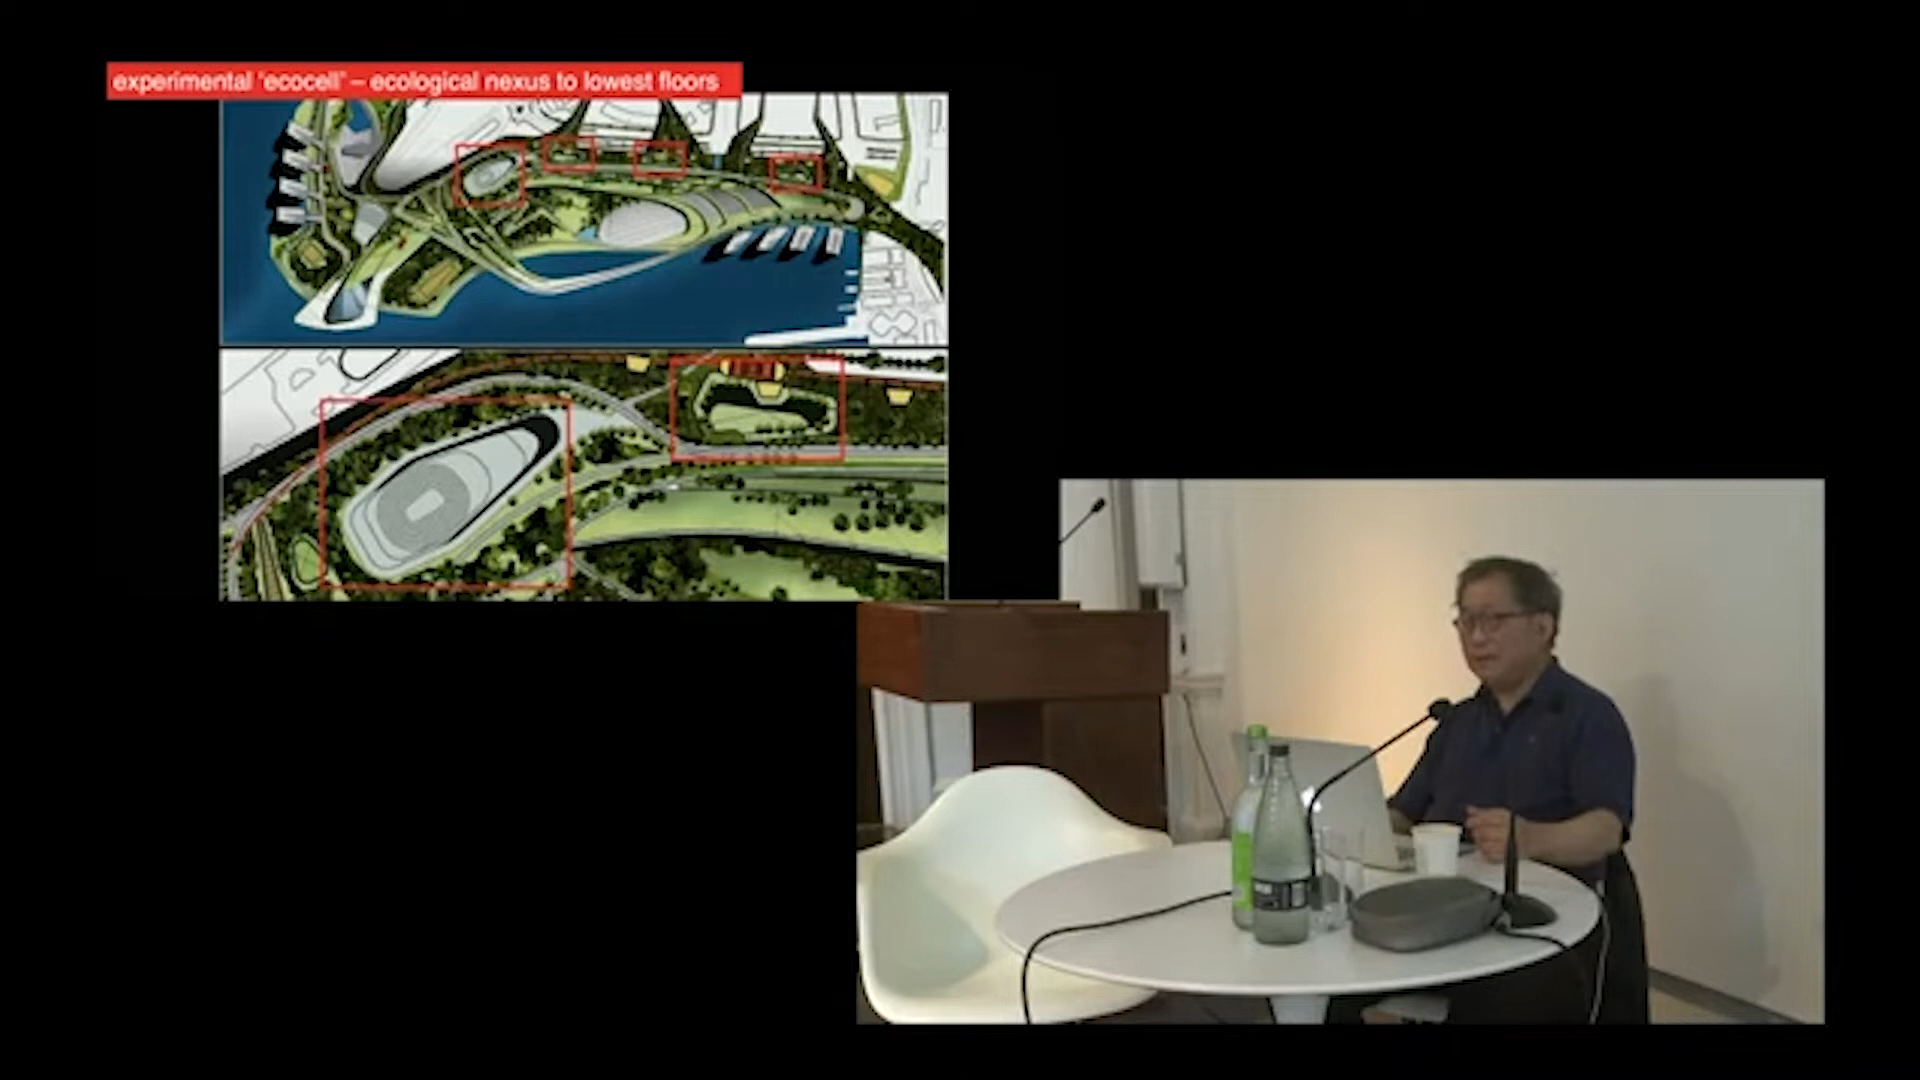 experimental 'ecocell' – ecological nexus to lowest floors